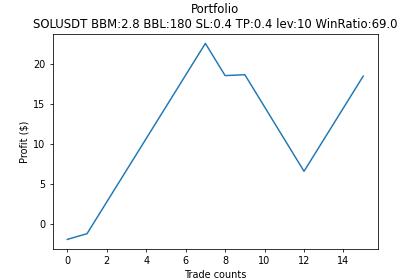 Portfolio
SOLUSDT BBM:2.8 BBL:180 SL:0.4 TP:0.4 lev:10 WinRatio:69.0
20
15
10
5
0
Profit ($)
0 2 4 6 8 10 12 14
Trade counts